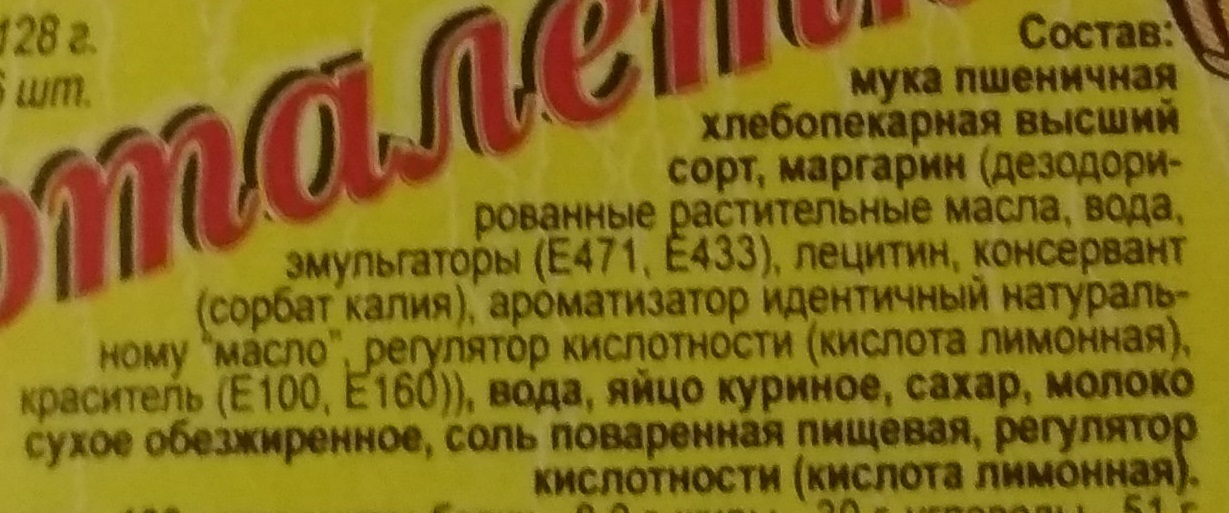 128 г.
6 шт.
Состав:
мука пшеничная
хлебопекарная высший
сорт, маргарин (дезодори-
рованные растительные масла, вода,
эмульгаторы (Е471, Е433), лецитин, консервант
(сорбат калия), ароматизатор идентичный натураль-
ному "масло", регулятор кислотности (кислота лимонная),
краситель (Е100, Е160)), вода, яйцо куриное, сахар, молоко
сухое обезжиренное, соль поваренная пищевая, регулятор
кислотности (кислота лимонная).